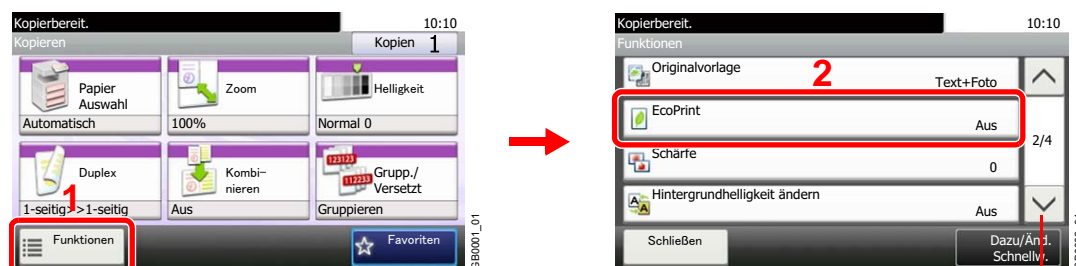 Kopierbereit. 10:10
Kopieren Kopien 1
Papier
Auswahl
Automatisch
Zoom
100%
Helligkeit
Normal 0
Duplex
1-seitig>>1-seitig
Kombi-
nieren
Aus
123123
112233
Grupp./
Versetzt
Gruppieren
1
Funktionen
Favoriten
GB0001_01
Kopierbereit. 10:10
Funktionen
Originalvorlage
Text+Foto
2
EcoPrint
Aus
2/4
Schärfe
0
Hintergrundhelligkeit ändern
Aus
Schließen
Dazu/Änd.
Schnellw.